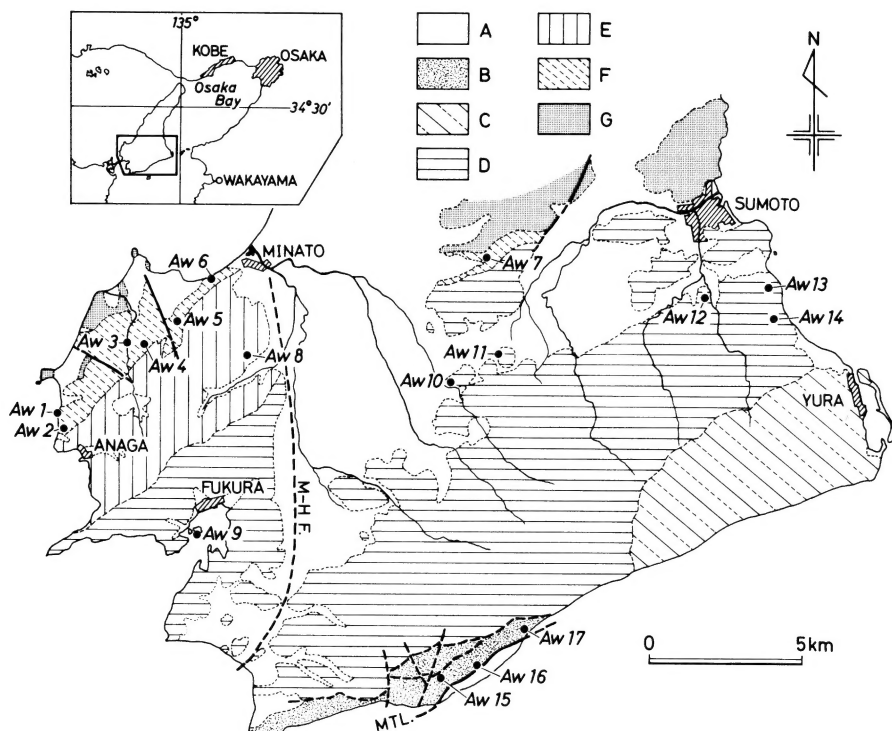 135°
KOBE
OSAKA
Osaka
Bay
34°30'
WAKAYAMA
A
B
C
D
E
F
G
N
SUMOTO
MINATO
Aw 6
Aw 7
Aw 13
Aw 5
Aw 12
Aw 14
Aw 3
Aw 4
Aw 8
Aw 11
Aw 10
YURA
Aw 1
Aw 2
ANAGA
FUKURA
M-H F.
Aw 9
Aw 17
0
5km
Aw 16
Aw 15
MTL.